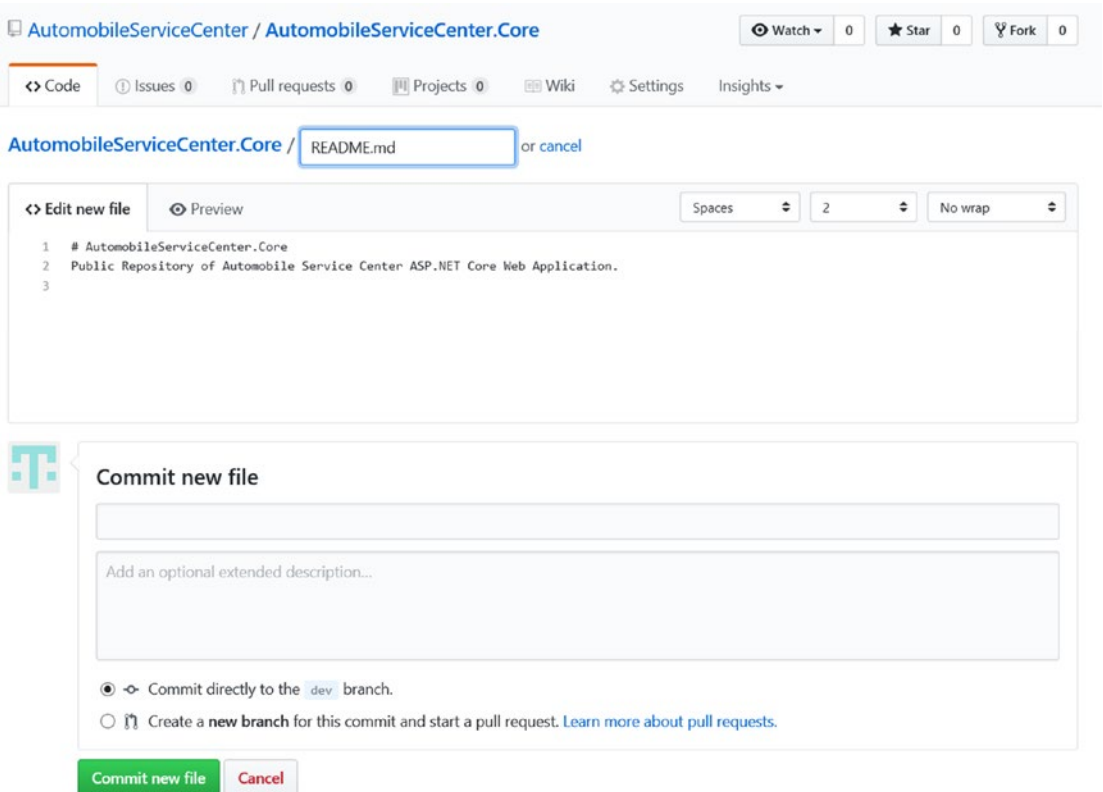 AutomobileServiceCenter / AutomobileServiceCenter.Core Watch 0 Star 0 Fork 0
Code Issues 0 Pull requests 0 Projects 0 Wiki Settings Insights
AutomobileServiceCenter.Core / README.md or cancel
Edit new file Preview Spaces 2 No wrap
1 # AutomobileServiceCenter.Core
2 Public Repository of Automobile Service Center ASP.NET Core Web Application.
3
Commit new file
Add an optional extended description...
Commit directly to the dev branch.
Create a new branch for this commit and start a pull request. Learn more about pull requests.
Commit new file Cancel